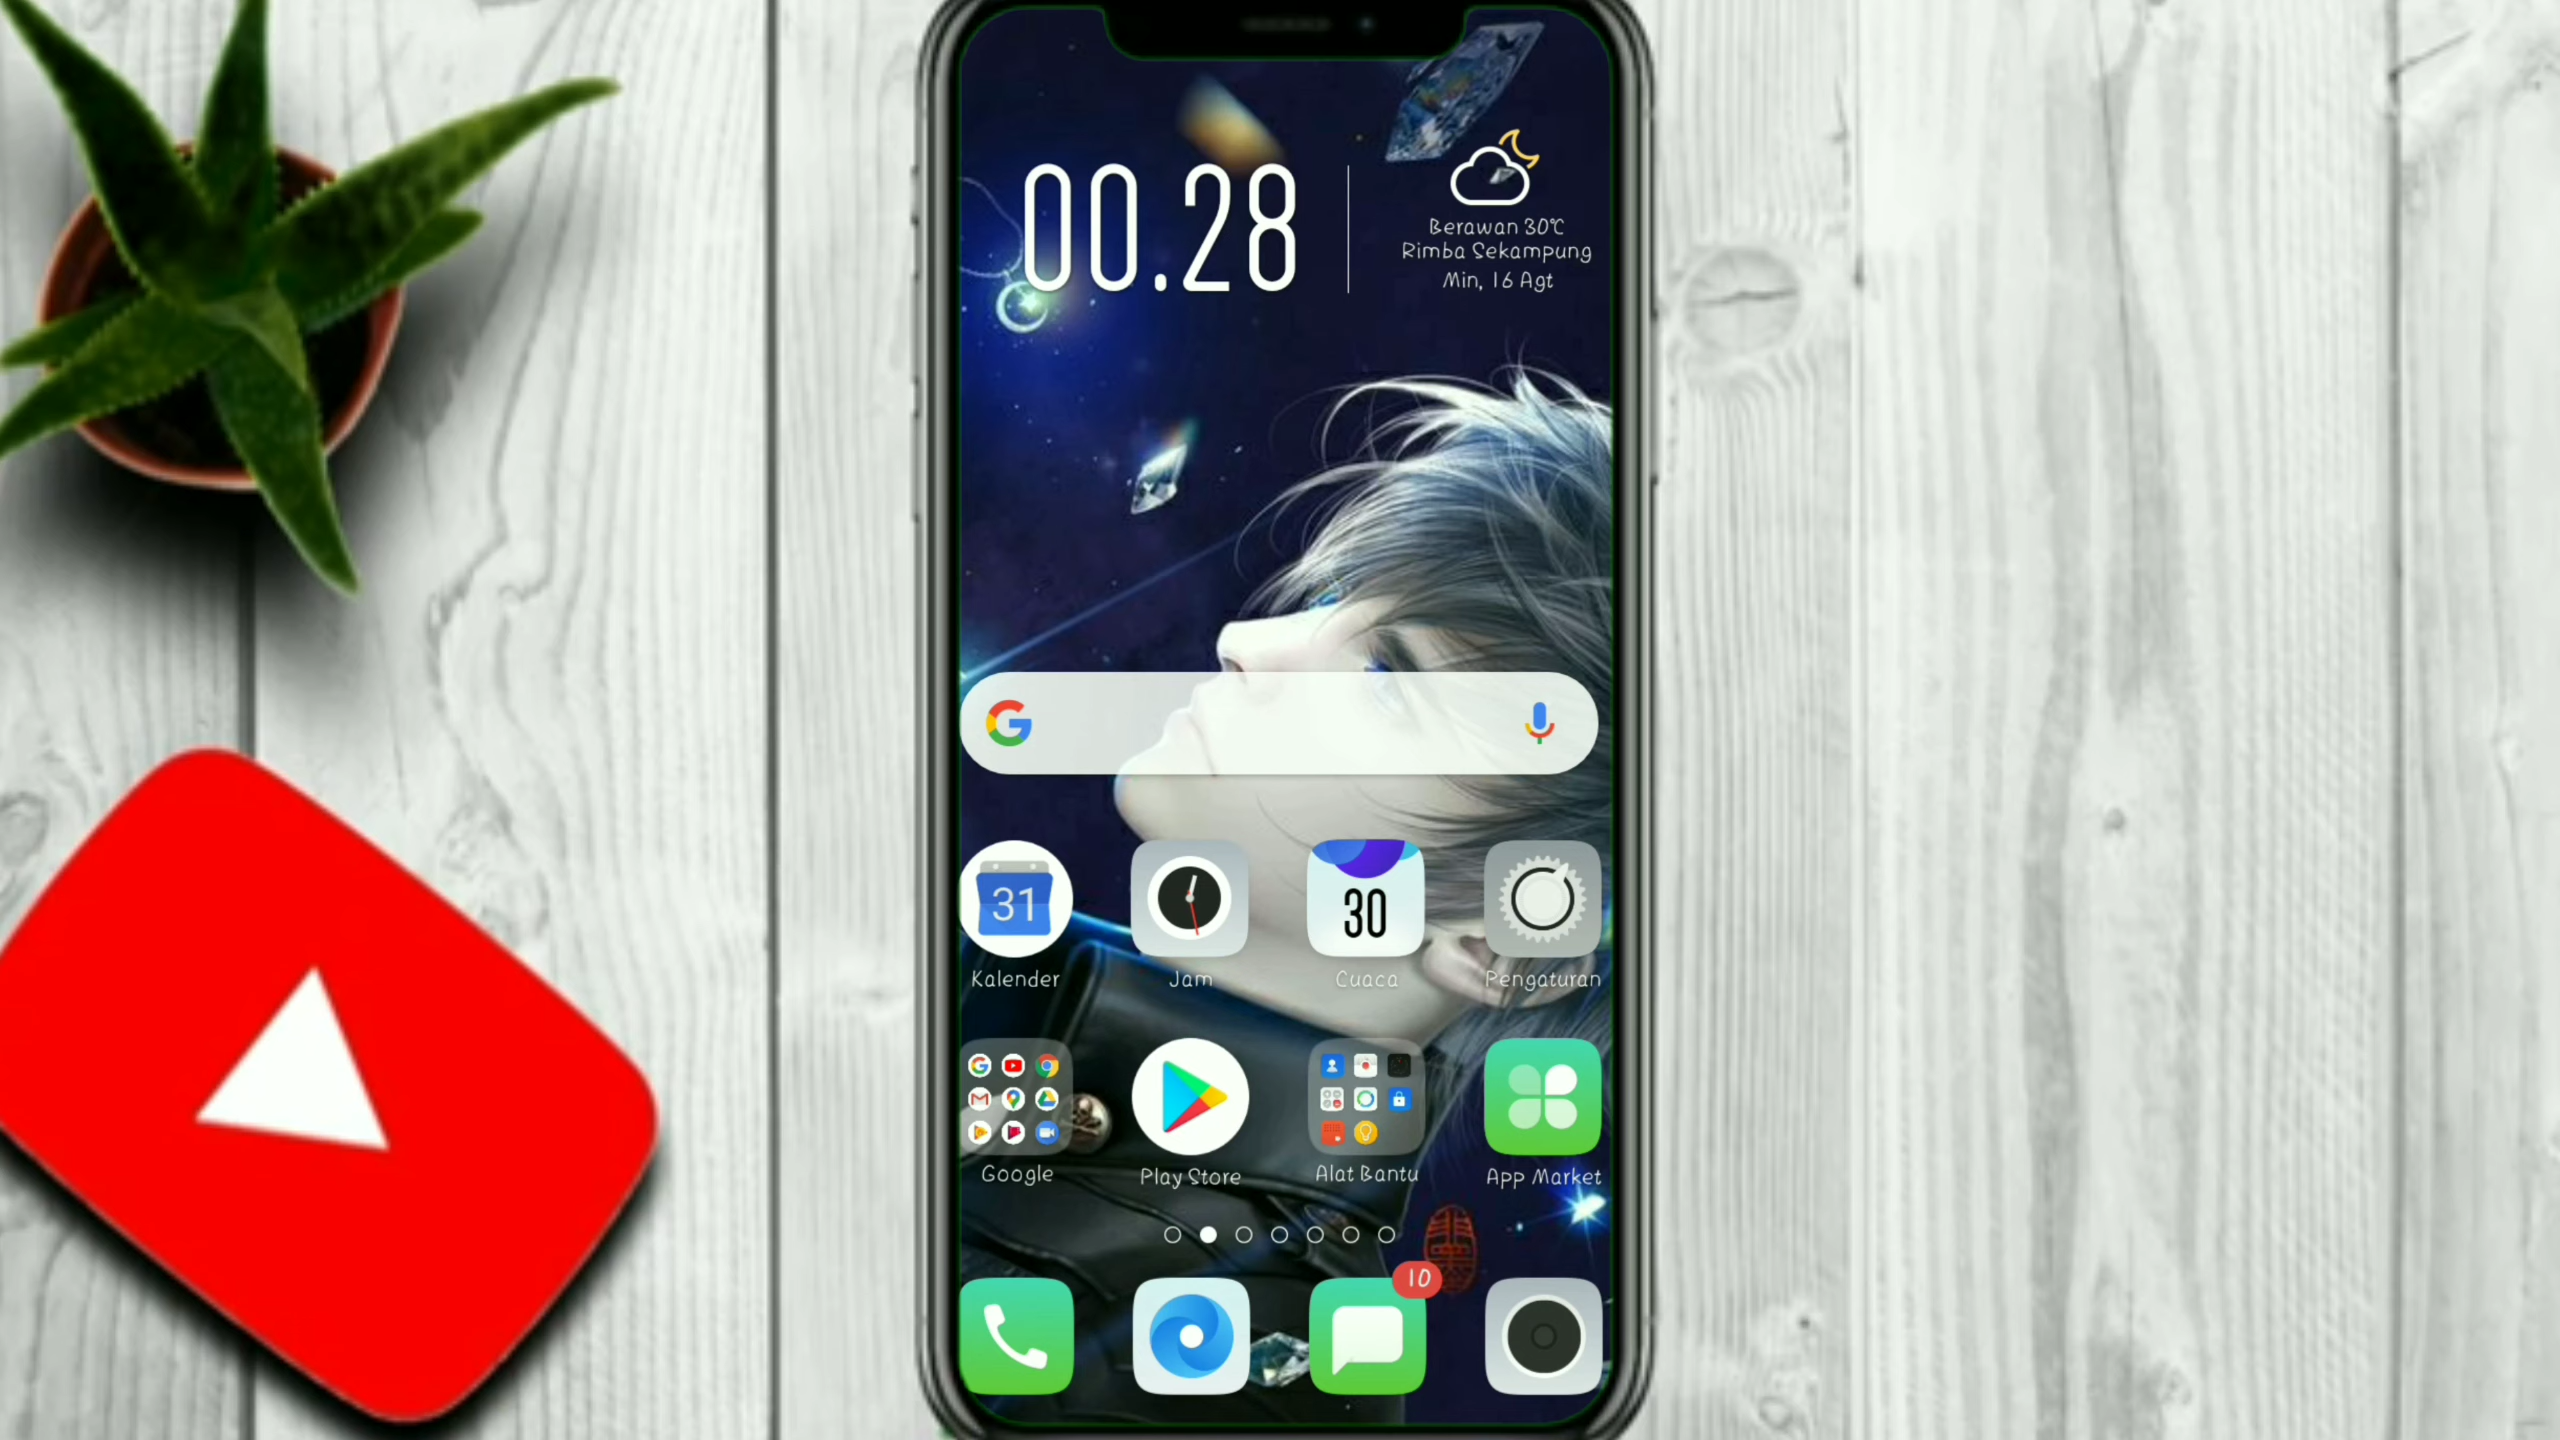 00.28
Berawan 30°C
Rimba Sekampung
Min, 16 Agt
31
30
Kalender
Jam
Cuaca
Pengaturan
Google
Play Store
Alat Bantu
App Market
10